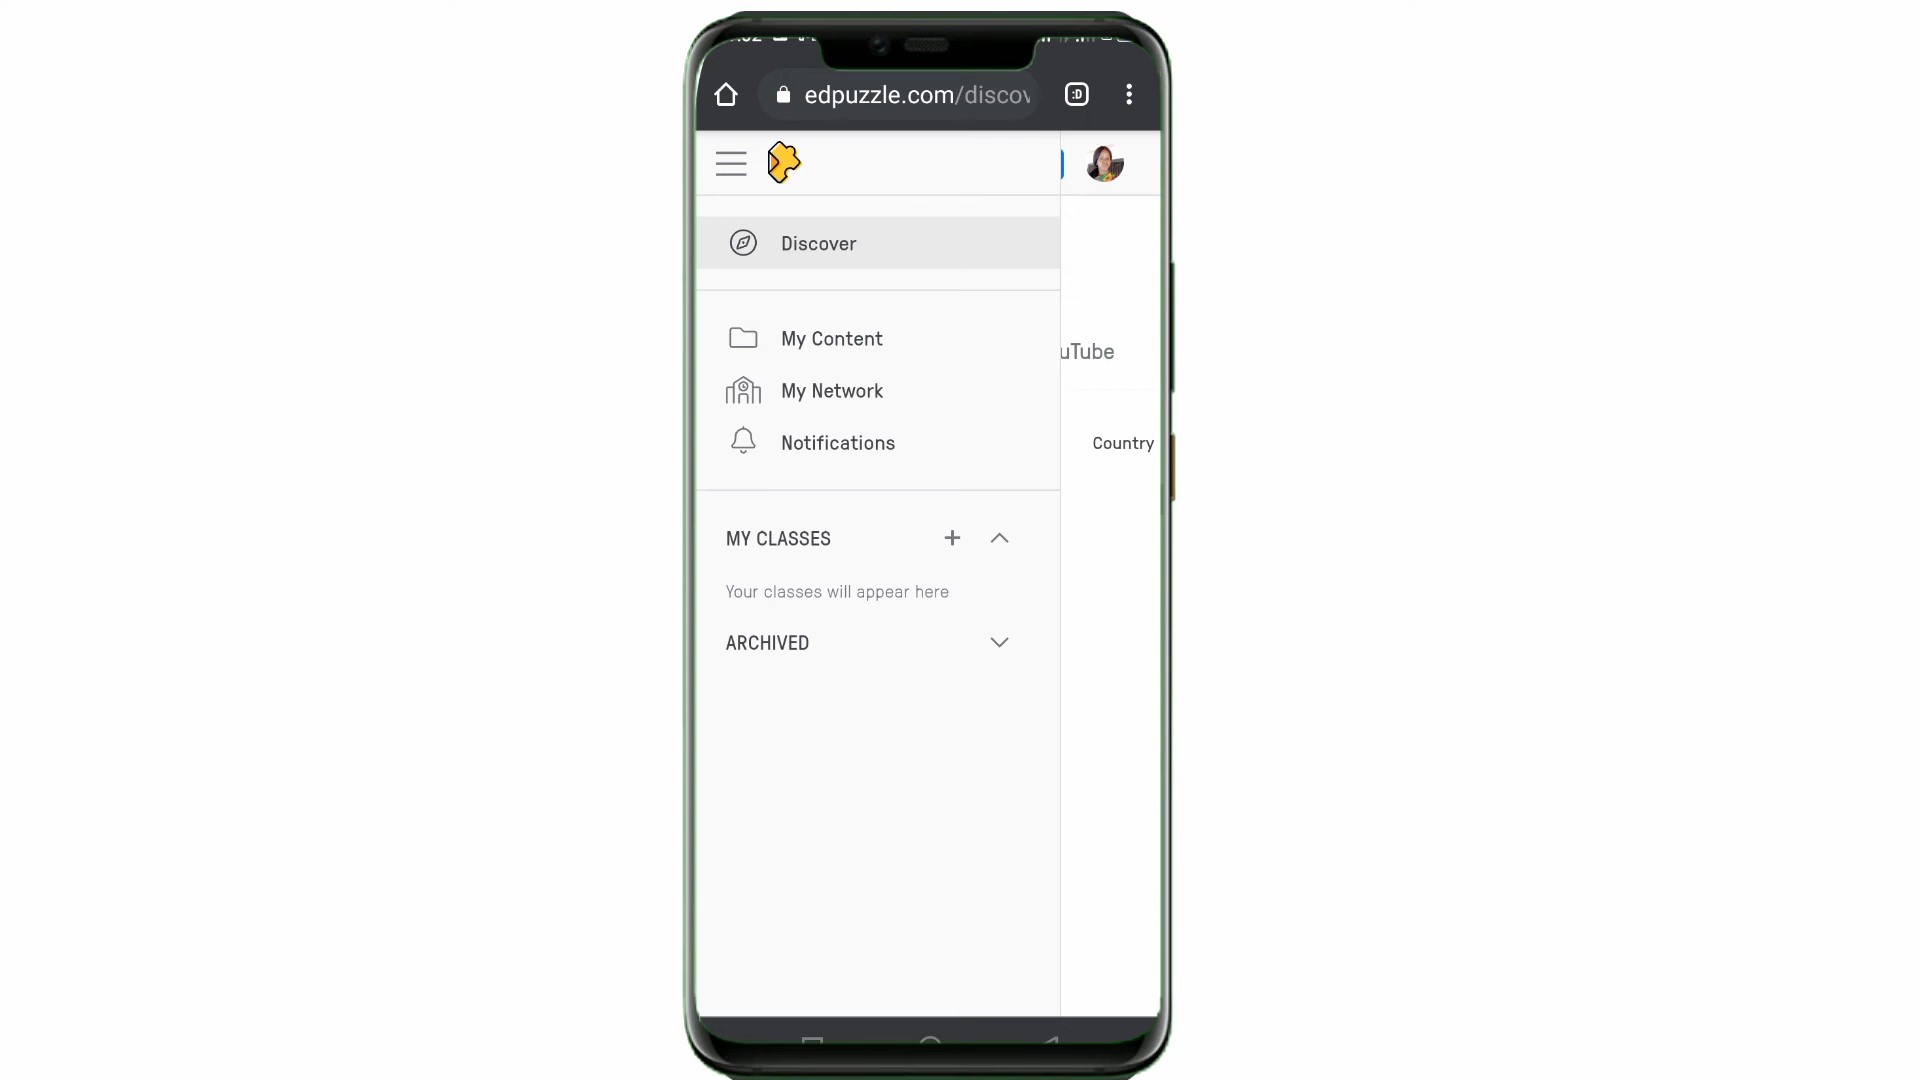 edpuzzle.com/discov
:D
Discover
My Content
uTube
My Network
Notifications
Country
MY CLASSES
Your classes will appear here
ARCHIVED